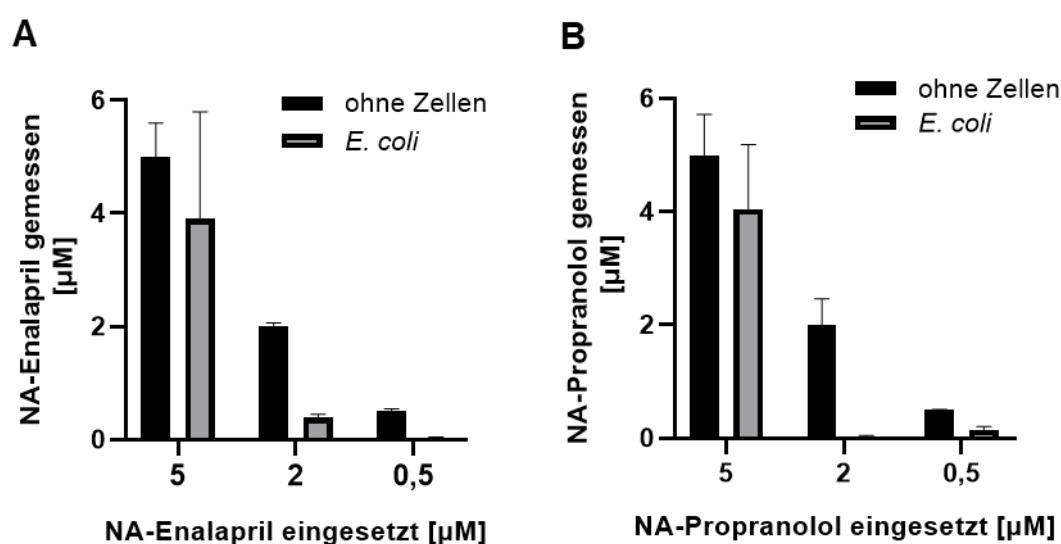 A
NA-Enalapril gemessen
[µM]
6
4
2
0
ohne Zellen
E. coli
5 2 0,5
NA-Enalapril eingesetzt [µM]
B
NA-Propranolol gemessen
[µM]
6
4
2
0
ohne Zellen
E. coli
5 2 0,5
NA-Propranolol eingesetzt [µM]